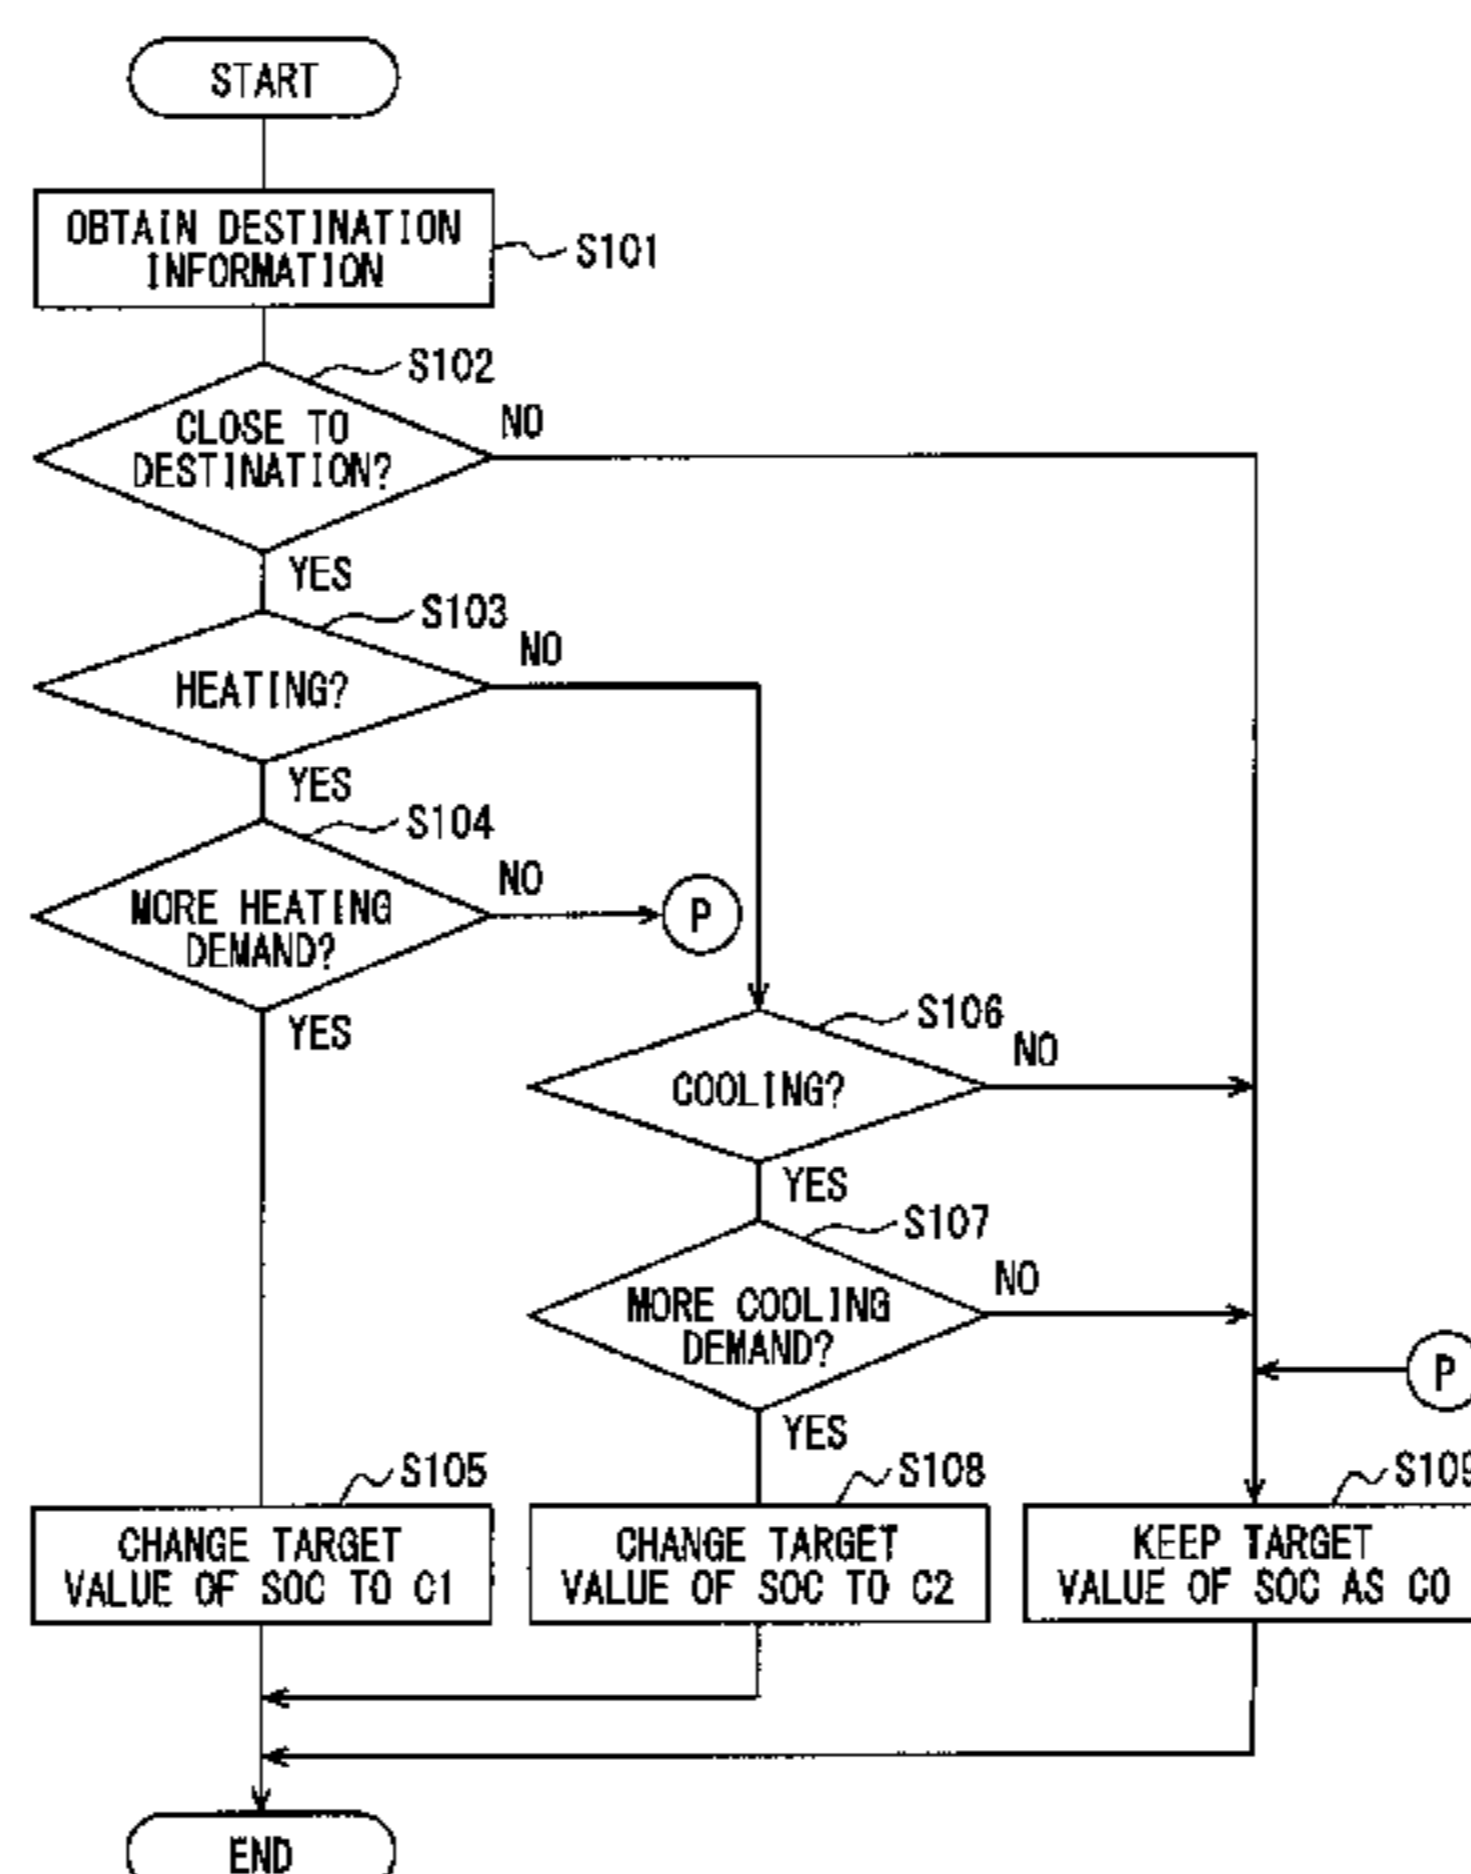 START
OBTAIN DESTINATION
INFORMATION
S101
S102
CLOSE TO
DESTINATION?
NO
YES
S103
HEATING?
NO
YES
S104
MORE HEATING
DEMAND?
NO
P
YES
S106
COOLING?
NO
YES
S107
MORE COOLING
DEMAND?
NO
P
YES
S105
CHANGE TARGET
VALUE OF SOC TO C1
S108
CHANGE TARGET
VALUE OF SOC TO C2
S109
KEEP TARGET
VALUE OF SOC AS C0
END